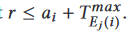 t r ≤ a_i + T^{max}_{E_j(i)}.